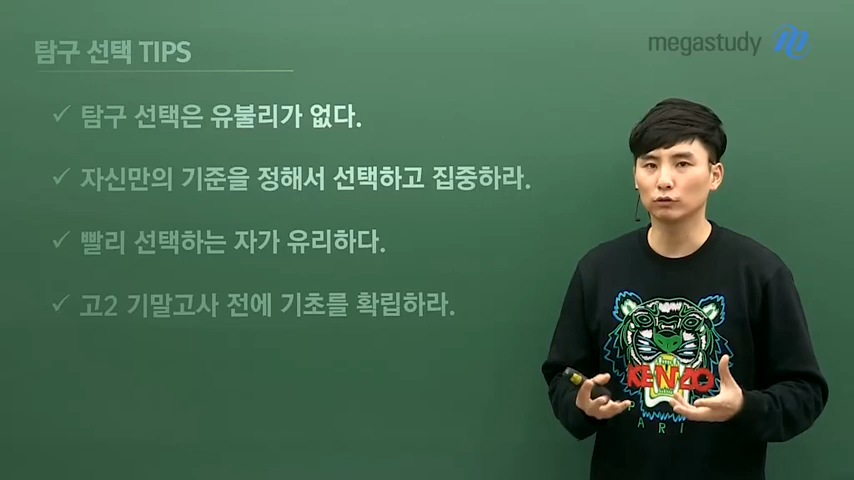 탐구 선택 TIPS
megastudy
✓ 탐구 선택은 유불리가 없다.
✓ 자신만의 기준을 정해서 선택하고 집중하라.
✓ 빨리 선택하는 자가 유리하다.
✓ 고2 기말고사 전에 기초를 확립하라.
KENZO
PARI